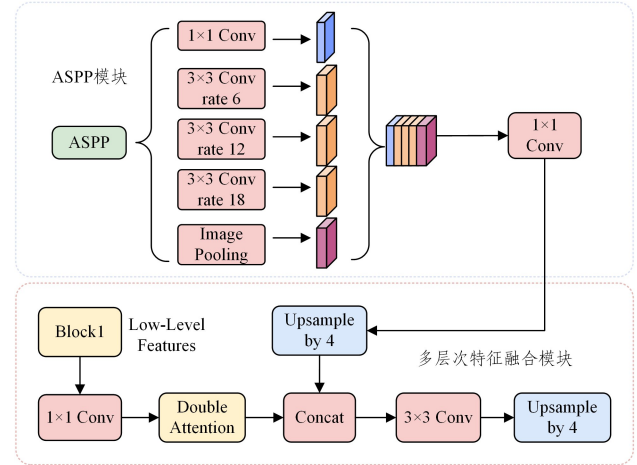 1×1 Conv
ASPP模块
3×3 Conv
rate 6
ASPP
3×3 Conv
rate 12
1×1
Conv
3×3 Conv
rate 18
Image
Pooling
Block1
Low-Level
Features
Upsample
by 4
多层次特征融合模块
1×1 Conv
Double
Attention
Concat
3×3 Conv
Upsample
by 4